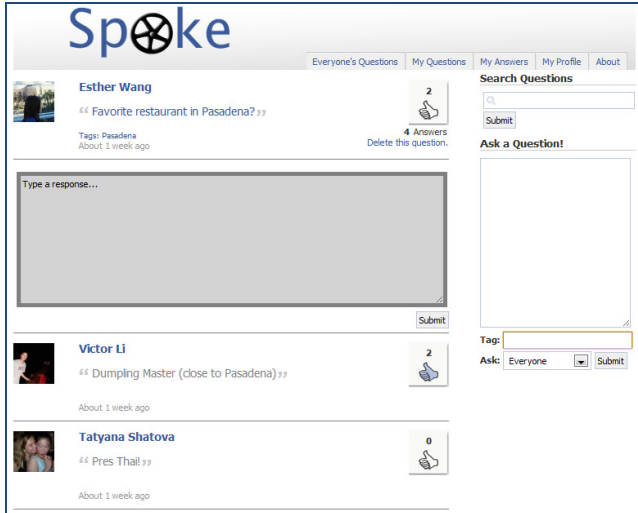 Spoke
Everyone's Questions My Questions My Answers My Profile About
Esther Wang
“ Favorite restaurant in Pasadena? ”
Tags: Pasadena
About 1 week ago
2
4 Answers
Delete this question.
Type a response...
Submit
Victor Li
“ Dumpling Master (close to Pasadena) ”
About 1 week ago
2
Tatyana Shatova
“ Pres Thai! ”
About 1 week ago
0
Search Questions
Submit
Ask a Question!
Tag:
Ask: Everyone Submit